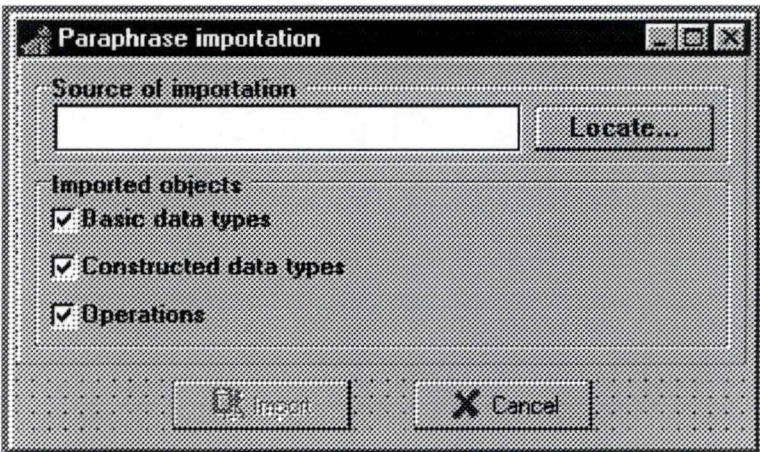 Paraphrase importation
Source of importation
Locate...
Imported objects
Basic data types
Constructed data types
Operations
Import
Cancel